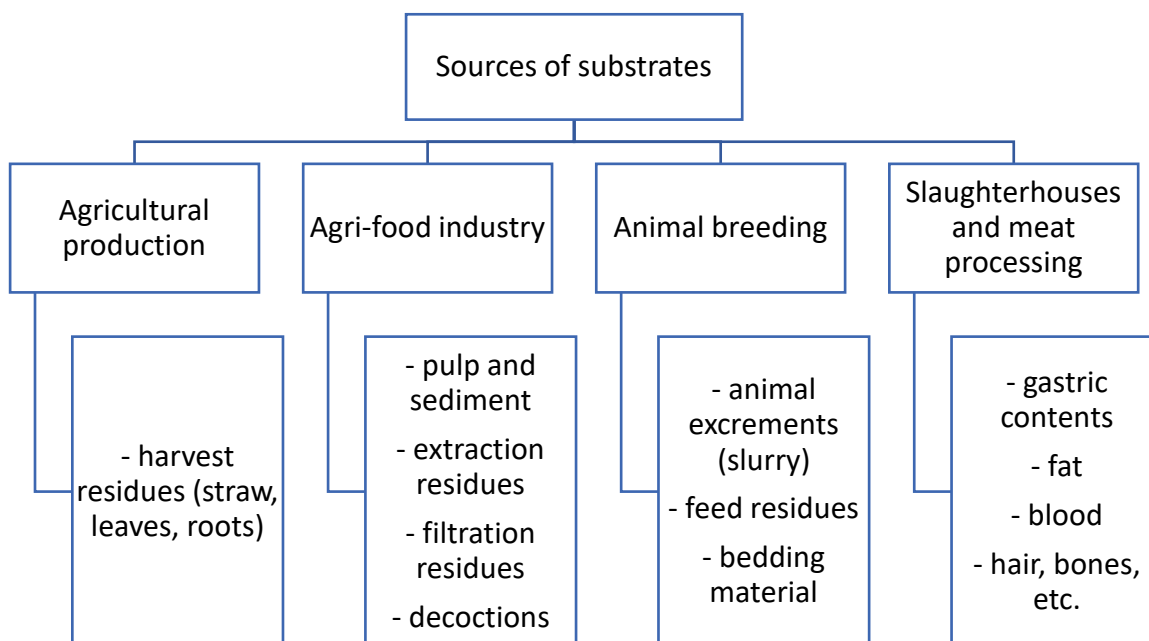 Sources of substrates
Agricultural
production
Agri-food industry
Animal breeding
Slaughterhouses
and meat
processing
- harvest
residues (straw,
leaves, roots)
- pulp and
sediment
- extraction
residues
- filtration
residues
- decoctions
- animal
excrements
(slurry)
- feed residues
- bedding
material
- gastric
contents
- fat
- blood
- hair, bones,
etc.